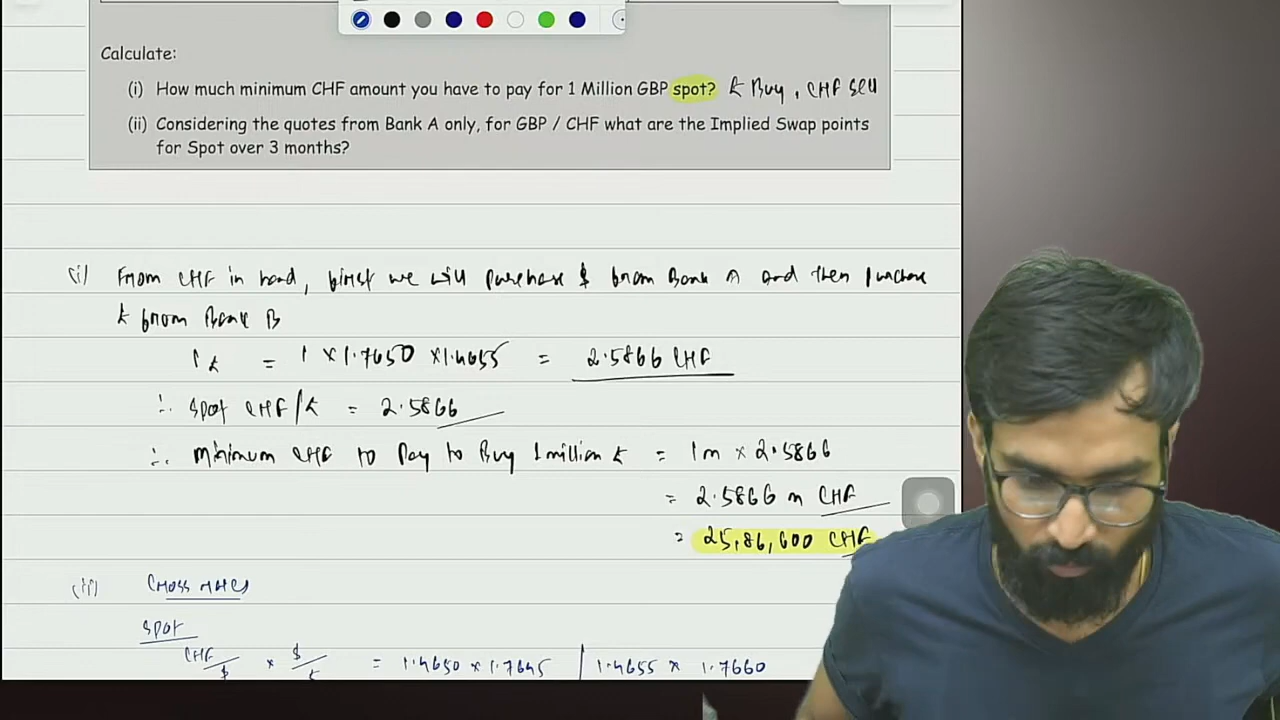 Calculate:
(i) How much minimum CHF amount you have to pay for 1 Million GBP spot? £ Buy, CHF sell
(ii) Considering the quotes from Bank A only, for GBP / CHF what are the Implied Swap points
for Spot over 3 months?
(i) From CHF in hand, first we will purchase $ from Bank A and then purchase
£ from Bank B
1 £ = 1 × 1.7650 × 1.4655 = 2.5866 CHF
∴ Spot CHF/£ = 2.5866
∴ Minimum CHF to Pay to Buy 1 million £ = 1m × 2.5866
= 2.5866 m CHF
= 25,86,600 CHF
(ii) Cross rates
Spot
CHF/$ × $/£ = 1.4650 × 1.7645 | 1.4655 × 1.7660